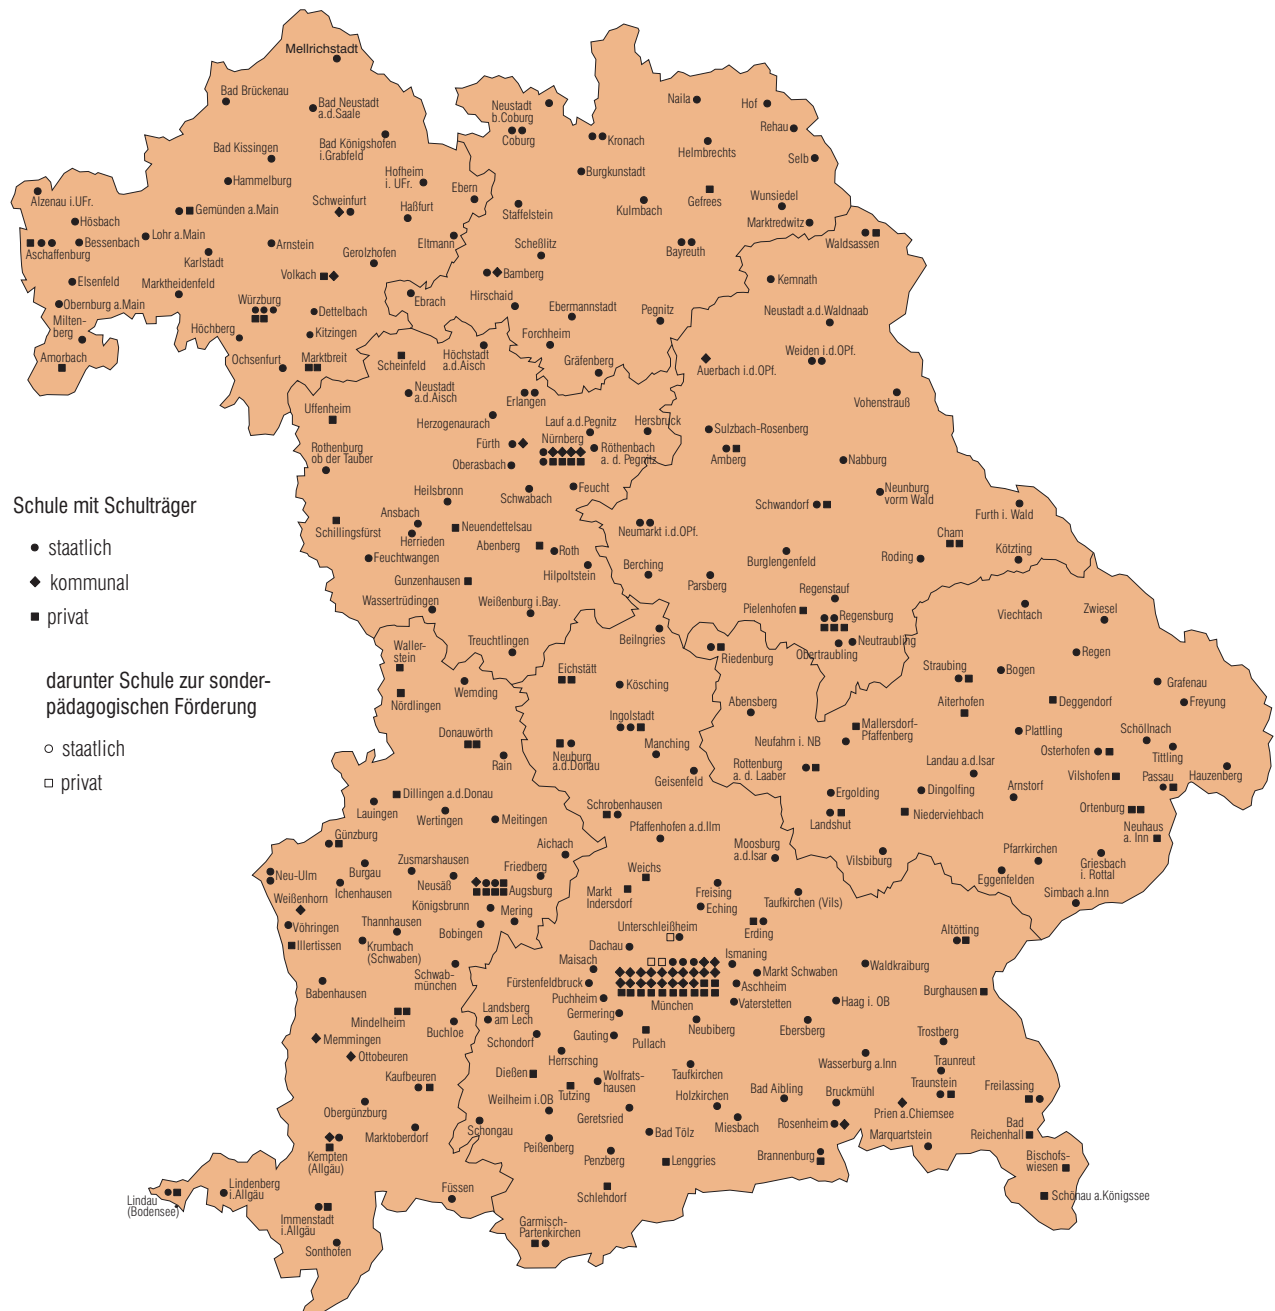 Mellrichstadt
Bad Brückenau
Bad Neustadt
a.d.Saale
Bad Königshofen
i.Grabfeld
Bad Kissingen
Hammelburg
Hofheim
i. UFr.
Ebern
Alzenau i.UFr.
Hösbach
Gemünden a.Main
Schweinfurt
Haßfurt
Bessenbach
Aschaffenburg
Lohr a.Main
Karlstadt
Arnstein
Eltmann
Gerolzhofen
Elsenfeld
Marktheidenfeld
Volkach
Obernburg a.Main
Würzburg
Dettelbach
Milten-
berg
Höchberg
Kitzingen
Amorbach
Ochsenfurt
Marktbreit
Neustadt
b.Coburg
Coburg
Kronach
Naila
Hof
Rehau
Helmbrechts
Selb
Burgkunstadt
Gefrees
Wunsiedel
Staffelstein
Kulmbach
Marktredwitz
Scheßlitz
Bayreuth
Bamberg
Ebrach
Hirschaid
Ebermannstadt
Pegnitz
Forchheim
Gräfenberg
Waldsassen
Kemnath
Neustadt a.d.Waldnaab
Auerbach i.d.OPf.
Weiden i.d.OPf.
Vohenstrauß
Sulzbach-Rosenberg
Amberg
Nabburg
Neunburg
vorm Wald
Schwandorf
Furth i. Wald
Neumarkt i.d.OPf.
Cham
Kötzting
Roding
Burglengenfeld
Berching
Parsberg
Regenstauf
Pielenhofen
Regensburg
Neutraubling
Obertraubling
Scheinfeld
Höchstadt
a.d.Aisch
Neustadt
a.d.Aisch
Erlangen
Uffenheim
Herzogenaurach
Lauf a.d.Pegnitz
Hersbruck
Fürth
Nürnberg
Röthenbach
a. d. Pegnitz
Rothenburg
ob der Tauber
Oberasbach
Heilsbronn
Schwabach
Feucht
Schule mit Schulträger
staatlich
kommunal
privat
Ansbach
Schillingsfürst
Herrieden
Neuendettelsau
Abenberg
Feuchtwangen
Roth
Hilpoltstein
Gunzenhausen
Wassertrüdingen
Weißenburg i.Bay.
Treuchtlingen
darunter Schule zur sonder-
pädagogischen Förderung
staatlich
privat
Viechtach
Zwiesel
Regen
Straubing
Bogen
Grafenau
Aiterhofen
Deggendorf
Freyung
Abensberg
Mallersdorf-
Pfaffenberg
Plattling
Schöllnach
Neufahrn i. NB
Osterhofen
Tittling
Rottenburg
a. d. Laaber
Landau a.d.Isar
Vilshofen
Passau
Hauzenberg
Ergolding
Dingolfing
Arnstorf
Landshut
Niederviehbach
Ortenburg
Neuhaus
a. Inn
Vilsbiburg
Pfarrkirchen
Griesbach
i. Rottal
Eggenfelden
Simbach a.Inn
Riedenburg
Beilngries
Eichstätt
Kösching
Ingolstadt
Neuburg
a.d.Donau
Manching
Geisenfeld
Schrobenhausen
Pfaffenhofen a.d.Ilm
Moosburg
a.d.Isar
Weichs
Markt
Indersdorf
Freising
Eching
Taufkirchen (Vils)
Unterschleißheim
Erding
Altötting
Dachau
Maisach
Ismaning
Markt Schwaben
Waldkraiburg
Fürstenfeldbruck
Aschheim
Burghausen
Puchheim
München
Vaterstetten
Haag i. OB
Germering
Landsberg
am Lech
Neubiberg
Ebersberg
Schondorf
Gauting
Pullach
Trostberg
Herrsching
Wasserburg a.Inn
Traunreut
Dießen
Tutzing
Wolfrats-
hausen
Taufkirchen
Traunstein
Freilassing
Weilheim i.OB
Geretsried
Holzkirchen
Bad Aibling
Bruckmühl
Prien a.Chiemsee
Schongau
Miesbach
Rosenheim
Bad
Reichenhall
Peißenberg
Bad Tölz
Marquartstein
Penzberg
Lenggries
Brannenburg
Bischofs-
wiesen
Schlehdorf
Schönau a.Königssee
Garmisch-
Partenkirchen
Waller-
stein
Nördlingen
Wemding
Donauwörth
Rain
Dillingen a.d.Donau
Lauingen
Wertingen
Meitingen
Günzburg
Aichach
Neu-Ulm
Burgau
Zusmarshausen
Friedberg
Ichenhausen
Neusäß
Augsburg
Weißenhorn
Königsbrunn
Mering
Vöhringen
Thannhausen
Bobingen
Illertissen
Krumbach
(Schwaben)
Schwab-
münchen
Babenhausen
Mindelheim
Buchloe
Memmingen
Ottobeuren
Kaufbeuren
Obergünzburg
Marktoberdorf
Kempten
(Allgäu)
Lindau
(Bodensee)
Lindenberg
i.Allgäu
Füssen
Immenstadt
i.Allgäu
Sonthofen